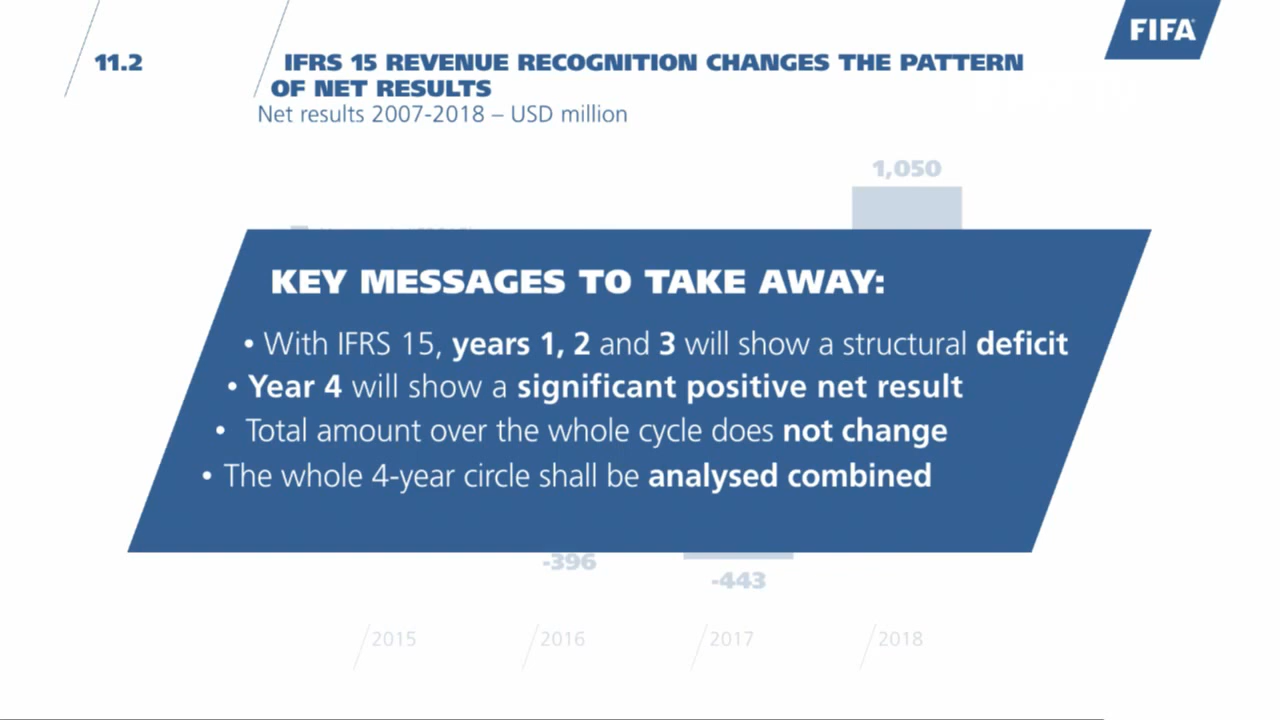 FIFA
11.2
IFRS 15 REVENUE RECOGNITION CHANGES THE PATTERN
OF NET RESULTS
Net results 2007-2018 – USD million
1,050
KEY MESSAGES TO TAKE AWAY:
• With IFRS 15, years 1, 2 and 3 will show a structural deficit
• Year 4 will show a significant positive net result
• Total amount over the whole cycle does not change
• The whole 4-year circle shall be analysed combined
-396
-443
2015 2016 2017 2018